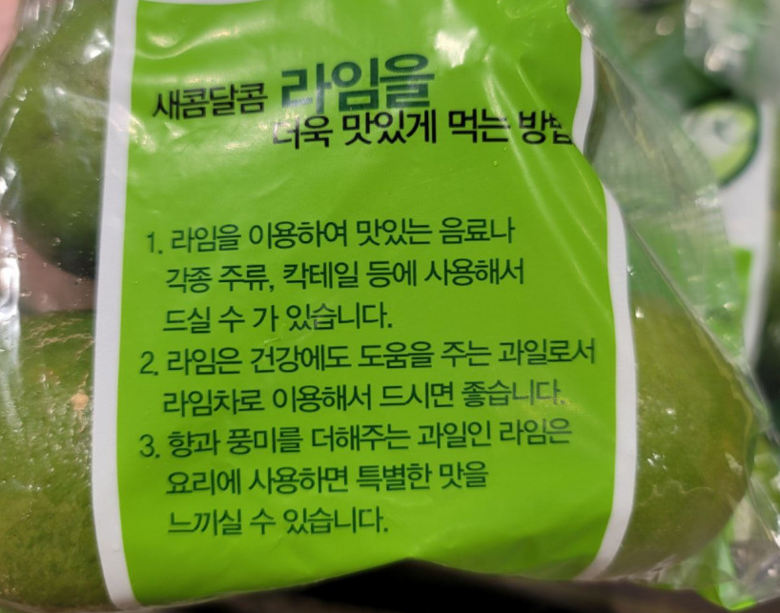 새콤달콤 라임을
더욱 맛있게 먹는 방법
1. 라임을 이용하여 맛있는 음료나
각종 주류, 칵테일 등에 사용해서
드실 수 가 있습니다.
2. 라임은 건강에도 도움을 주는 과일로서
라임차로 이용해서 드시면 좋습니다.
3. 향과 풍미를 더해주는 과일인 라임은
요리에 사용하면 특별한 맛을
느끼실 수 있습니다.